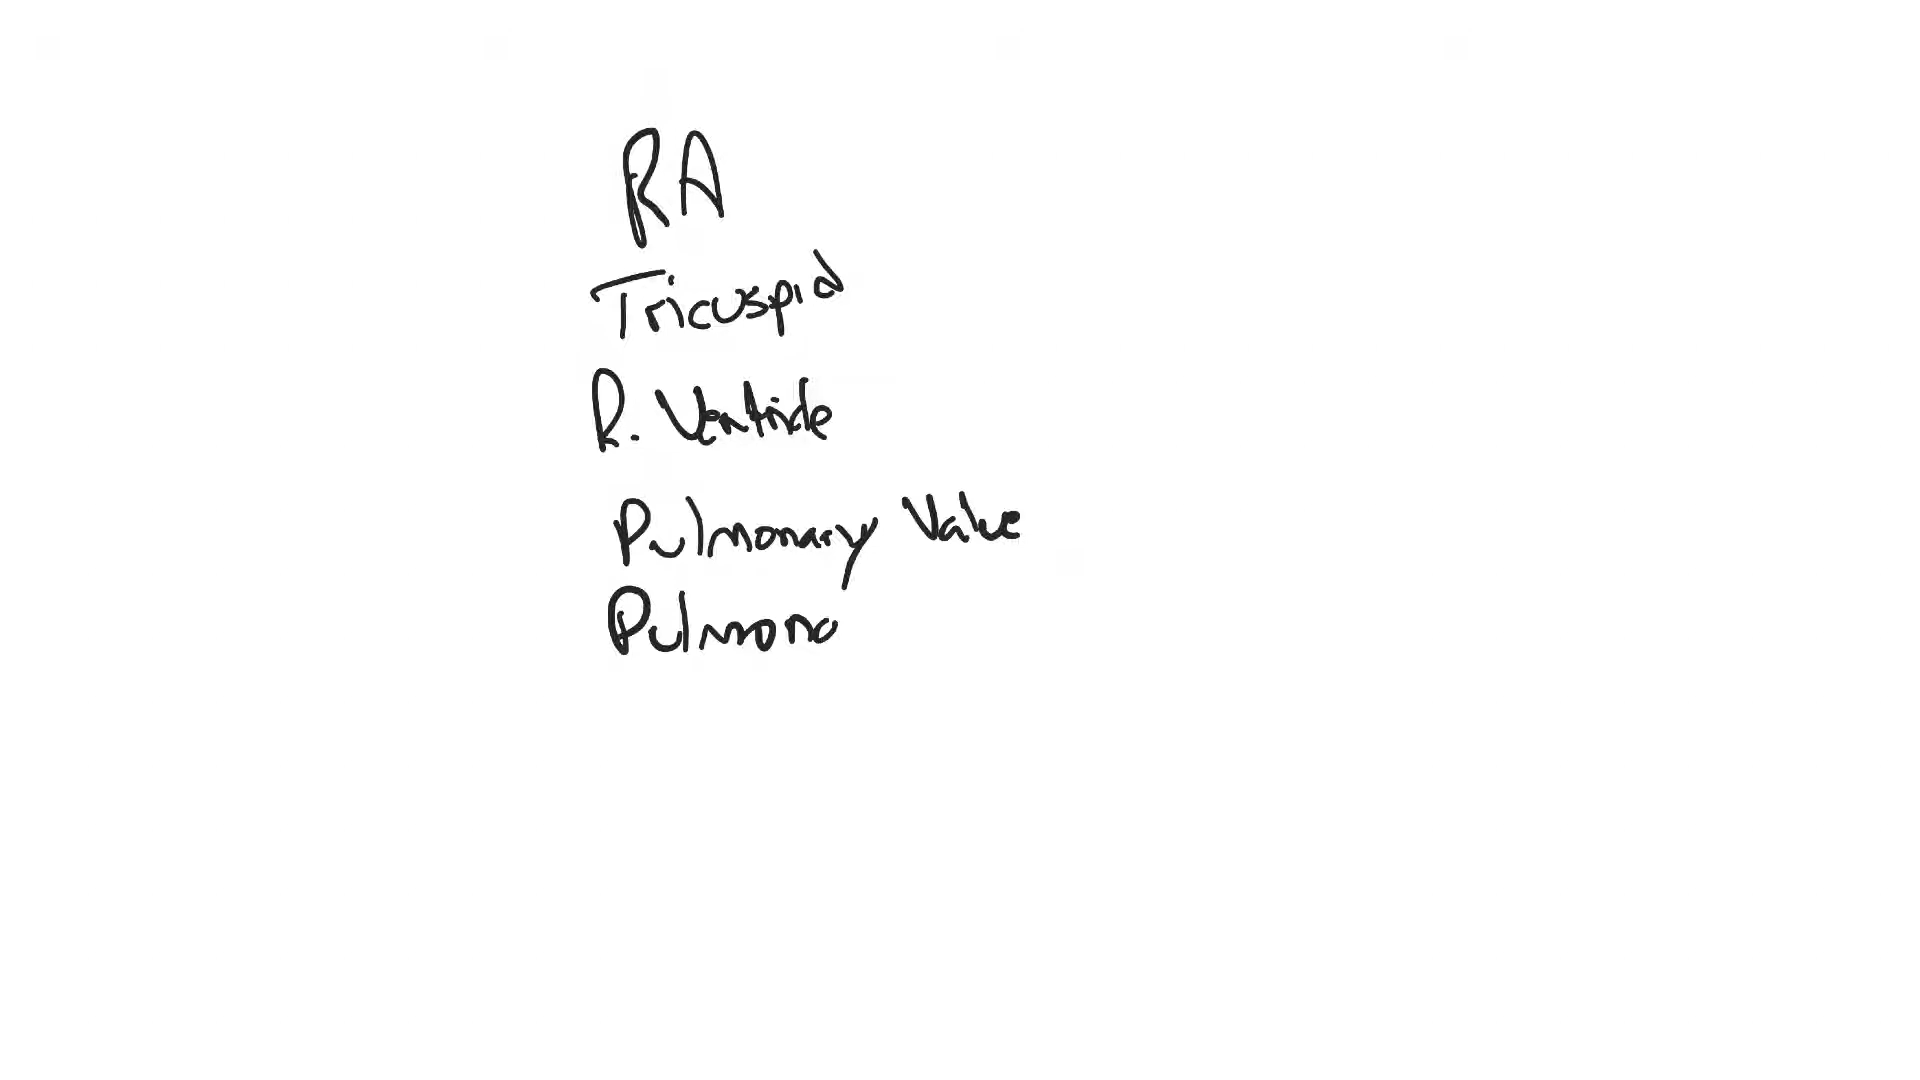 RA
Tricuspid
R. Ventricle
Pulmonary Valve
Pulmona